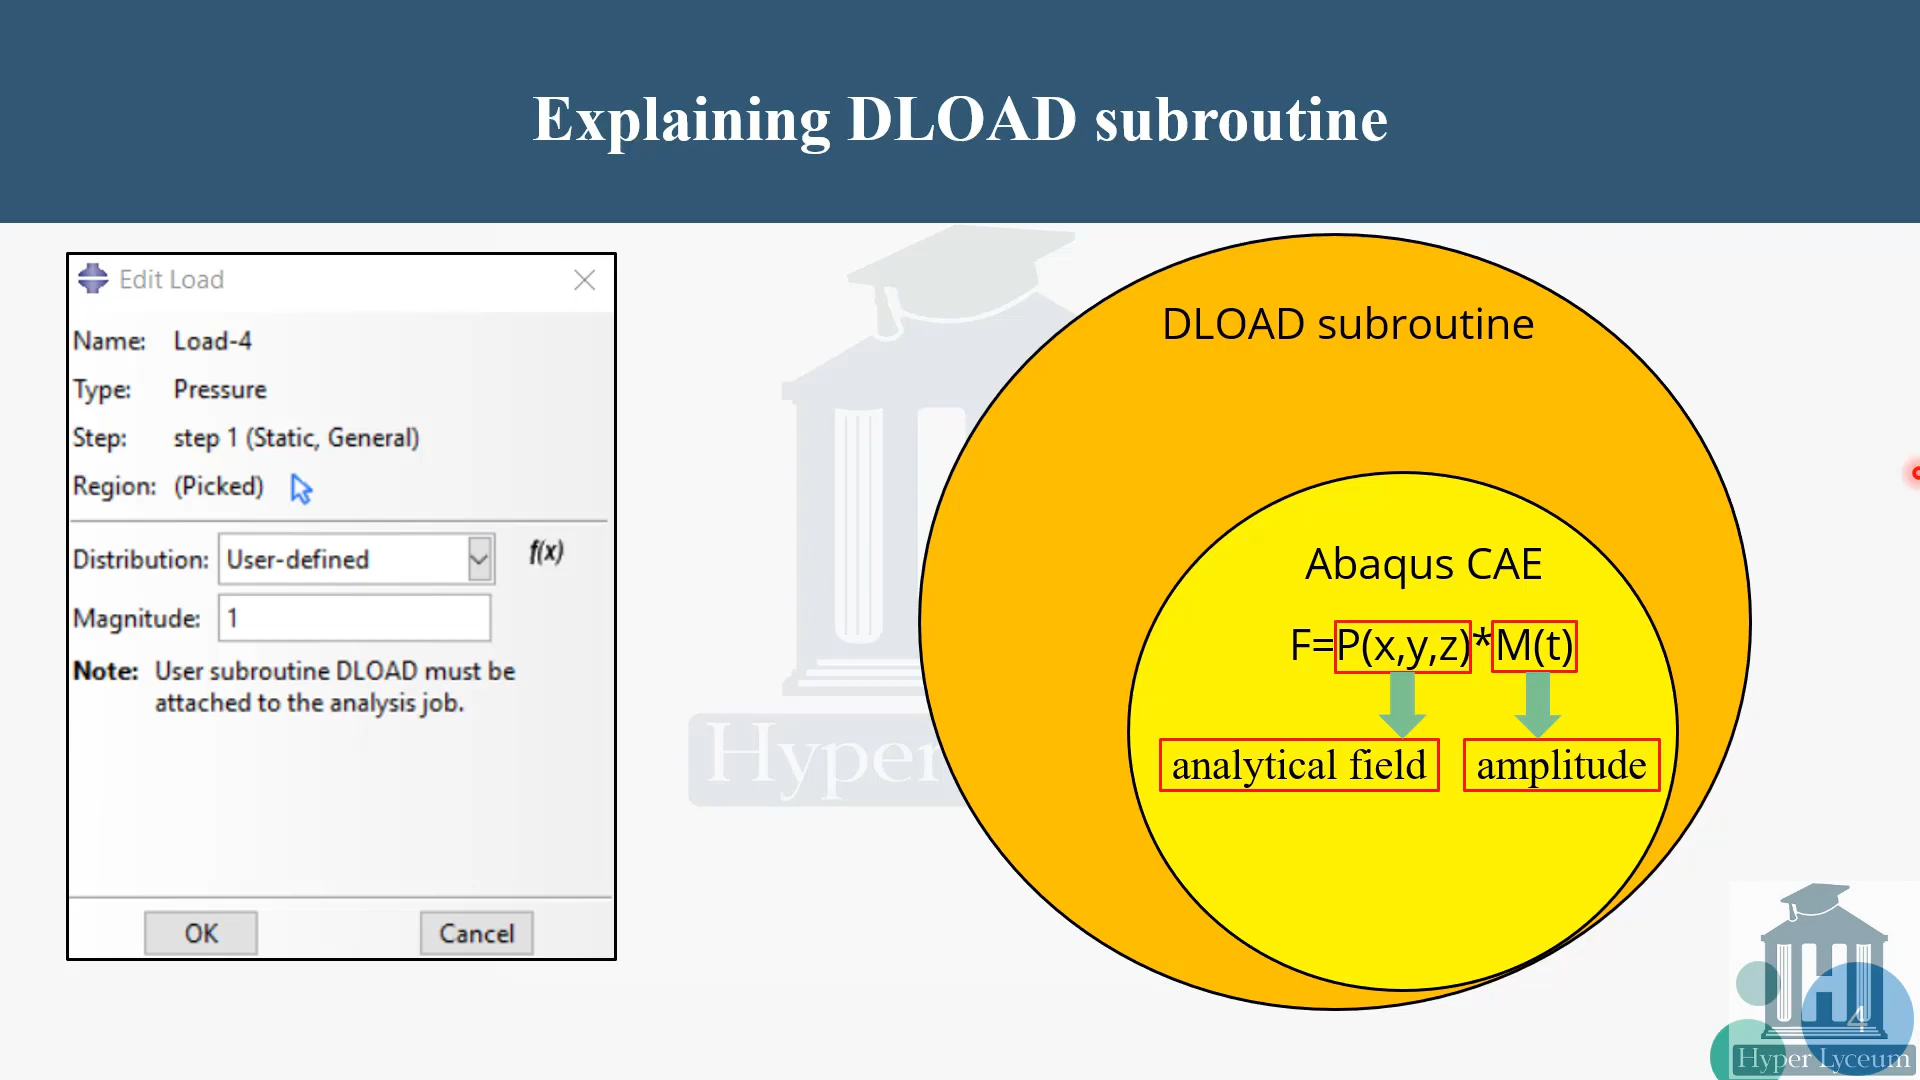 Explaining DLOAD subroutine
Edit Load
Name: Load-4
Type: Pressure
Step: step 1 (Static, General)
Region: (Picked)
Distribution: User-defined f(x)
Magnitude: 1
Note: User subroutine DLOAD must be
attached to the analysis job.
OK Cancel
DLOAD subroutine
Abaqus CAE
F=P(x,y,z)*M(t)
analytical field amplitude
Hyper
4
Hyper Lyceum